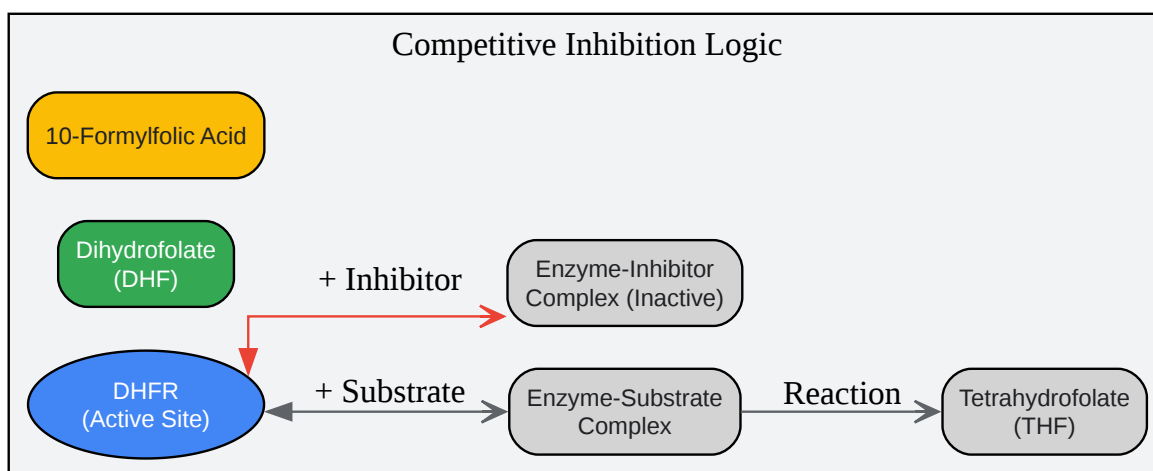 Competitive Inhibition Logic
10-Formylfolic Acid
Dihydrofolate
(DHF)
+ Inhibitor
Enzyme-Inhibitor
Complex (Inactive)
DHFR
(Active Site)
+ Substrate
Enzyme-Substrate
Complex
Reaction
Tetrahydrofolate
(THF)